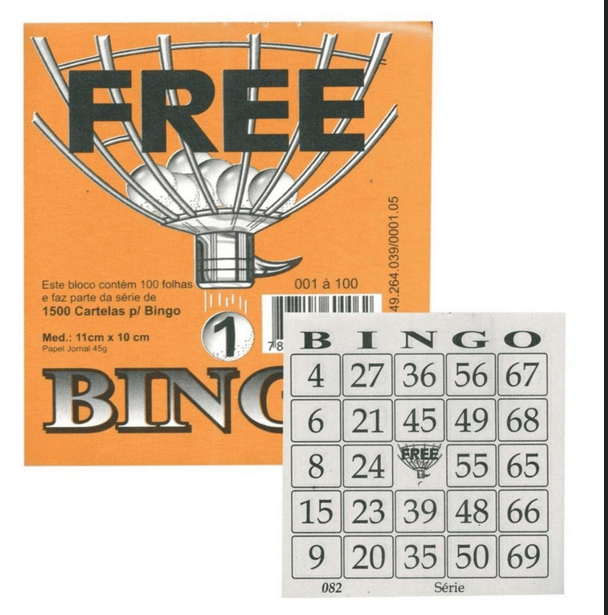 FREE
49.264.039/0001.05
Este bloco contém 100 folhas
e faz parte da série de
1500 Cartelas p/ Bingo
001 à 100
Med.: 11cm x 10 cm
Papel Jornal 45g
1
78
BING
B I N G O
4 27 36 56 67
6 21 45 49 68
8 24 FREE 55 65
15 23 39 48 66
9 20 35 50 69
082 Série